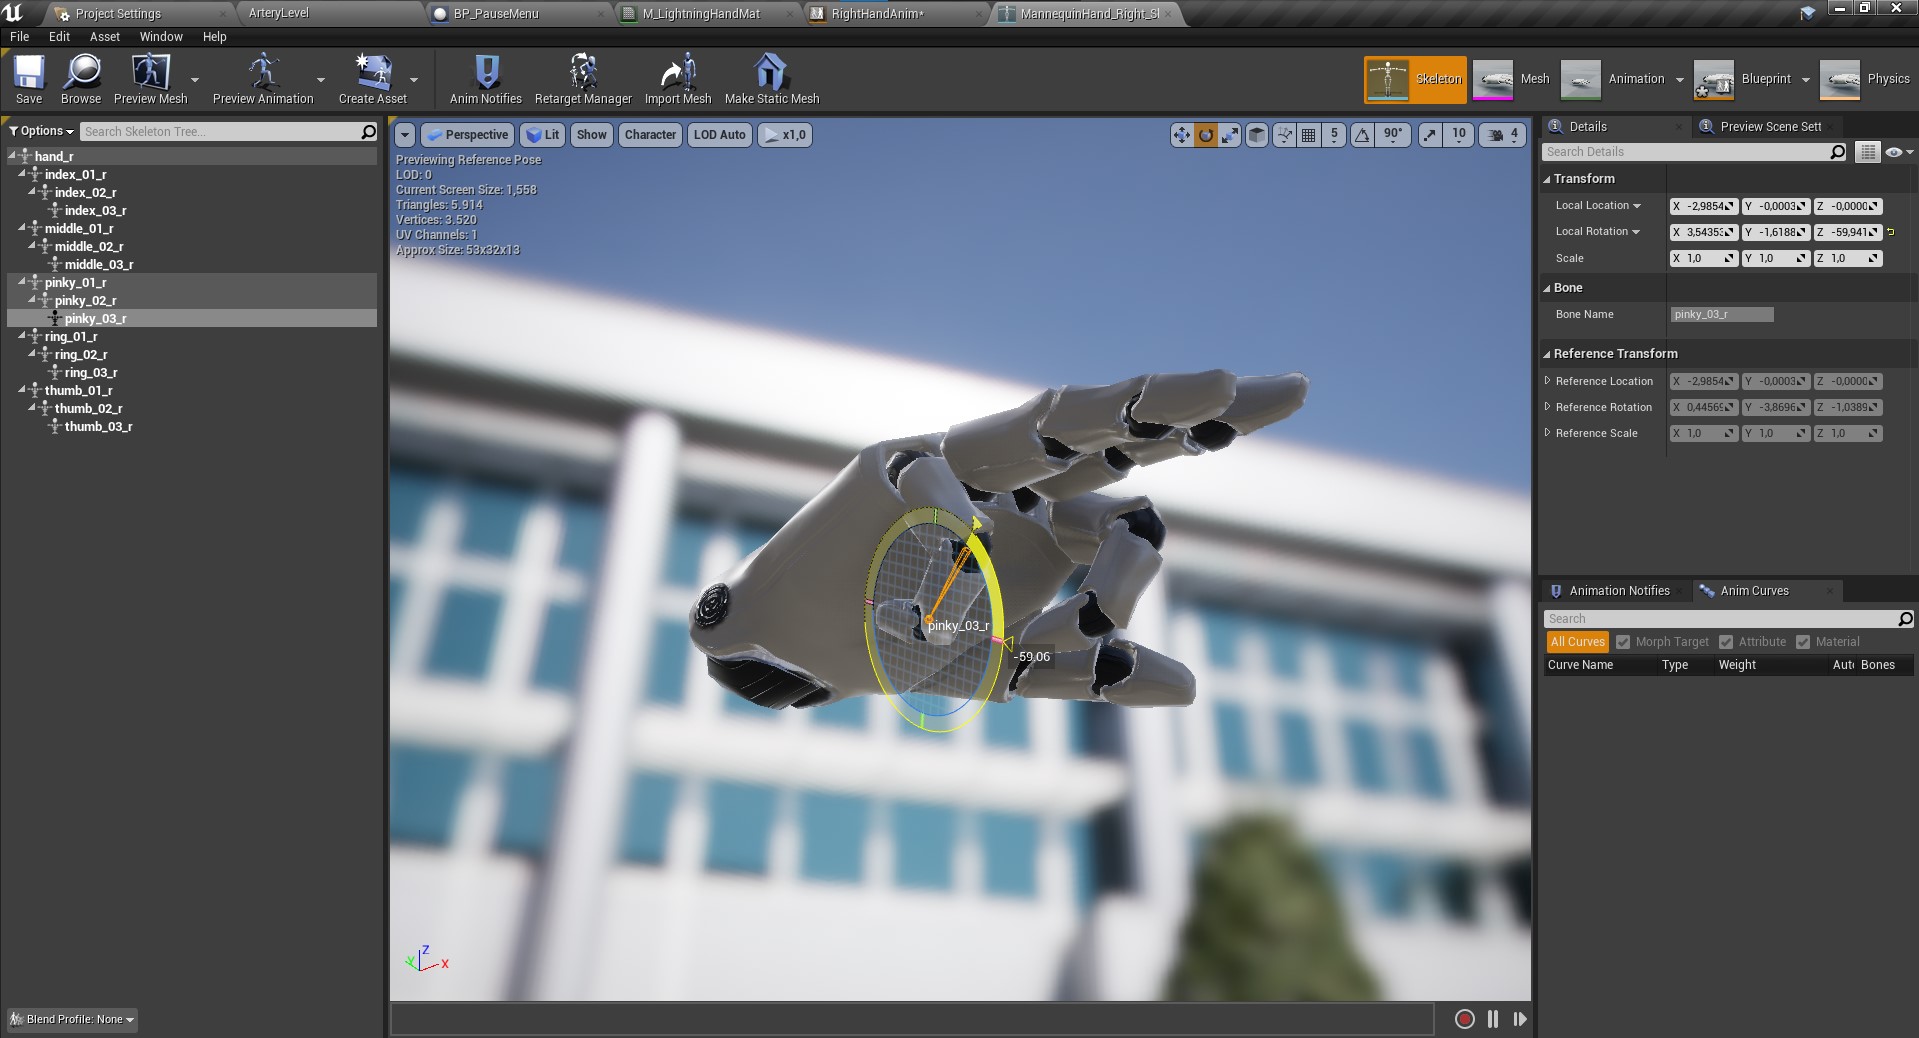 Project Settings
ArteryLevel
BP_PauseMenu
M_LightningHandMat
RightHandAnim*
MannequinHand_Right_Sl
File Edit Asset Window Help
Save
Browse
Preview Mesh
Preview Animation
Create Asset
Anim Notifies
Retarget Manager
Import Mesh
Make Static Mesh
Skeleton
Mesh
Animation
Blueprint
Physics
Options
Search Skeleton Tree...
hand_r
index_01_r
index_02_r
index_03_r
middle_01_r
middle_02_r
middle_03_r
pinky_01_r
pinky_02_r
pinky_03_r
ring_01_r
ring_02_r
ring_03_r
thumb_01_r
thumb_02_r
thumb_03_r
Blend Profile: None
Perspective Lit Show Character LOD Auto x1,0
5 90° 10 4
Previewing Reference Pose
LOD: 0
Current Screen Size: 1,558
Triangles: 5.914
Vertices: 3.520
UV Channels: 1
Approx Size: 53x32x13
pinky_03_r
-59.06
Z
Y
X
Details
Preview Scene Sett
Search Details
Transform
Local Location X -2,9854 Y -0,0003 Z -0,0000
Local Rotation X 3,54353 Y -1,6188 Z -59,941
Scale X 1,0 Y 1,0 Z 1,0
Bone
Bone Name pinky_03_r
Reference Transform
Reference Location X -2,9854 Y -0,0003 Z -0,0000
Reference Rotation X 0,44569 Y -3,8696 Z -1,0389
Reference Scale X 1,0 Y 1,0 Z 1,0
Animation Notifies
Anim Curves
Search
All Curves Morph Target Attribute Material
Curve Name Type Weight Auto Bones